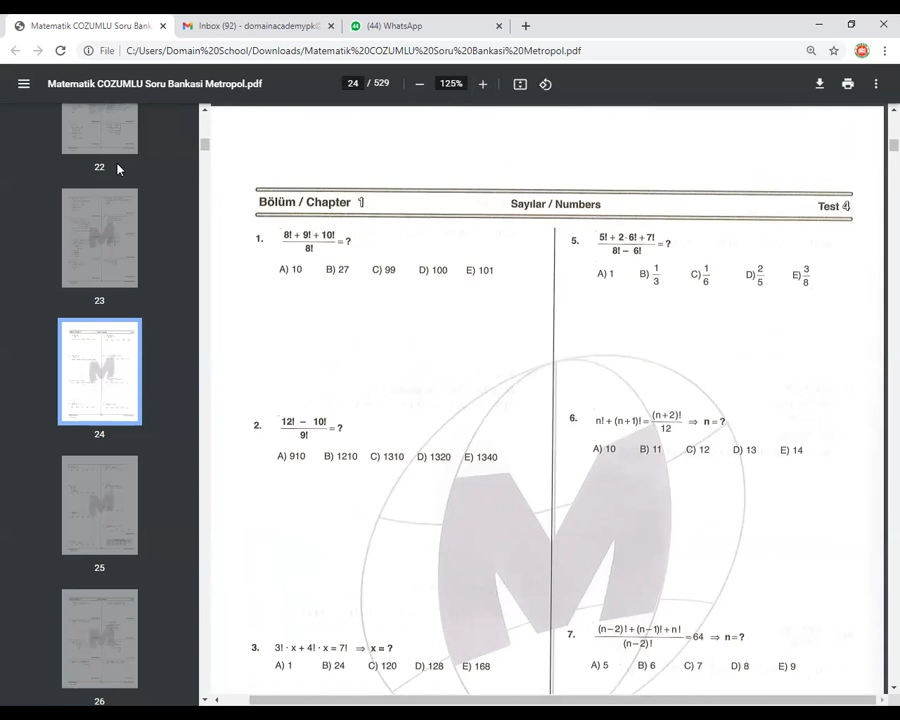 Matematik COZUMLU Soru Bank
Inbox (92) - domainacademypk@
(44) WhatsApp
File C:/Users/Domain%20School/Downloads/Matematik%20COZUMLU%20Soru%20Bankasi%20Metropol.pdf
Matematik COZUMLU Soru Bankasi Metropol.pdf
24 / 529
125%
22
23
24
25
26
Bölüm / Chapter 1 Sayılar / Numbers Test 4
1. (8! + 9! + 10!)/8! = ?
A) 10 B) 27 C) 99 D) 100 E) 101
2. (12! − 10!)/9! = ?
A) 910 B) 1210 C) 1310 D) 1320 E) 1340
3. 3! · x + 4! · x = 7! ⇒ x = ?
A) 1 B) 24 C) 120 D) 128 E) 168
5. (5! + 2 · 6! + 7!)/(8! − 6!) = ?
A) 1 B) 1/3 C) 1/6 D) 2/5 E) 3/8
6. n! + (n+1)! = (n+2)!/12 ⇒ n = ?
A) 10 B) 11 C) 12 D) 13 E) 14
7. ((n−2)! + (n−1)! + n!)/(n−2)! = 64 ⇒ n = ?
A) 5 B) 6 C) 7 D) 8 E) 9
M